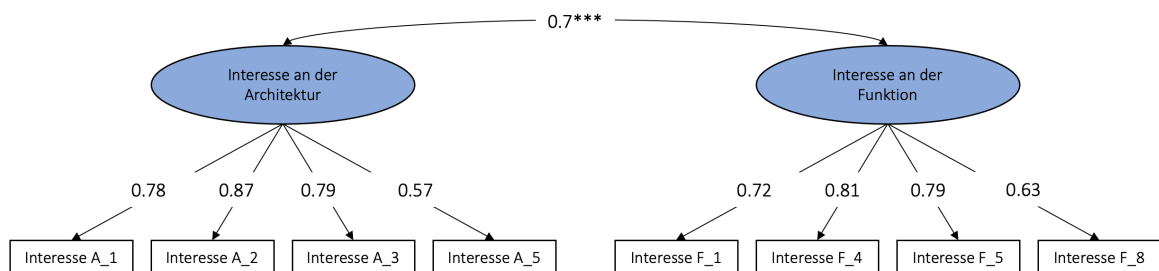 0.7***
Interesse an der
Architektur
Interesse an der
Funktion
0.78 0.87 0.79 0.57 0.72 0.81 0.79 0.63
Interesse A_1 Interesse A_2 Interesse A_3 Interesse A_5 Interesse F_1 Interesse F_4 Interesse F_5 Interesse F_8